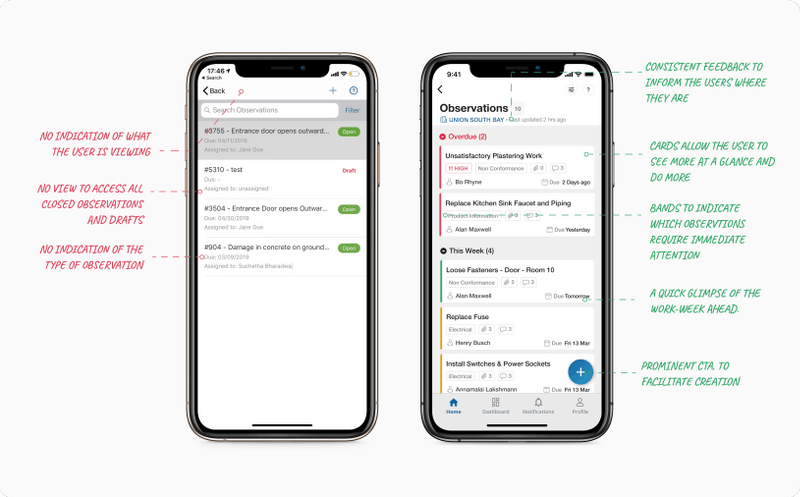 NO INDICATION OF WHAT
THE USER IS VIEWING
NO VIEW TO ACCESS ALL
CLOSED OBSERVATIONS
AND DRAFTS
NO INDICATION OF THE
TYPE OF OBSERVATION
17:46
Search
Back
Search Observations
Filter
#3755 - Entrance door opens outward...
Open
Due: 04/11/2019
Assigned to: Jane Doe
#5310 - test
Draft
Due: -
Assigned to: unassigned
#3504 - Entrance Door opens Outwar...
Open
Due: 04/30/2019
Assigned to: Jane Doe
#904 - Damage in concrete on ground...
Open
Due: 03/09/2019
Assigned to: Suchetha Bharadwaj
9:41
?
Observations 10
UNION SOUTH BAY • Last updated 2 hrs ago
Overdue (2)
Unsatisfactory Plastering Work
!! HIGH Non Conformance 0 3
Bo Rhyne Due 2 Days ago
Replace Kitchen Sink Faucet and Piping
Product Information 0 3
Alan Maxwell Due Yesterday
This Week (4)
Loose Fasteners - Door - Room 10
Non Conformance 3 3
Alan Maxwell Due Tomorrow
Replace Fuse
Electrical 3 3
Henry Busch Due Fri 13 Mar
Install Switches & Power Sockets
Electrical 3 3
Annamalai Lakshmann Due Fri 13 Mar
Home Dashboard Notifications Profile
CONSISTENT FEEDBACK TO
INFORM THE USERS WHERE
THEY ARE
CARDS ALLOW THE USER TO
SEE MORE AT A GLANCE AND
DO MORE
BANDS TO INDICATE
WHICH OBSERVTIONS
REQUIRE IMMEDIATE
ATTENTION
A QUICK GLIMPSE OF THE
WORK-WEEK AHEAD.
PROMINENT CTA, TO
FACILITATE CREATION